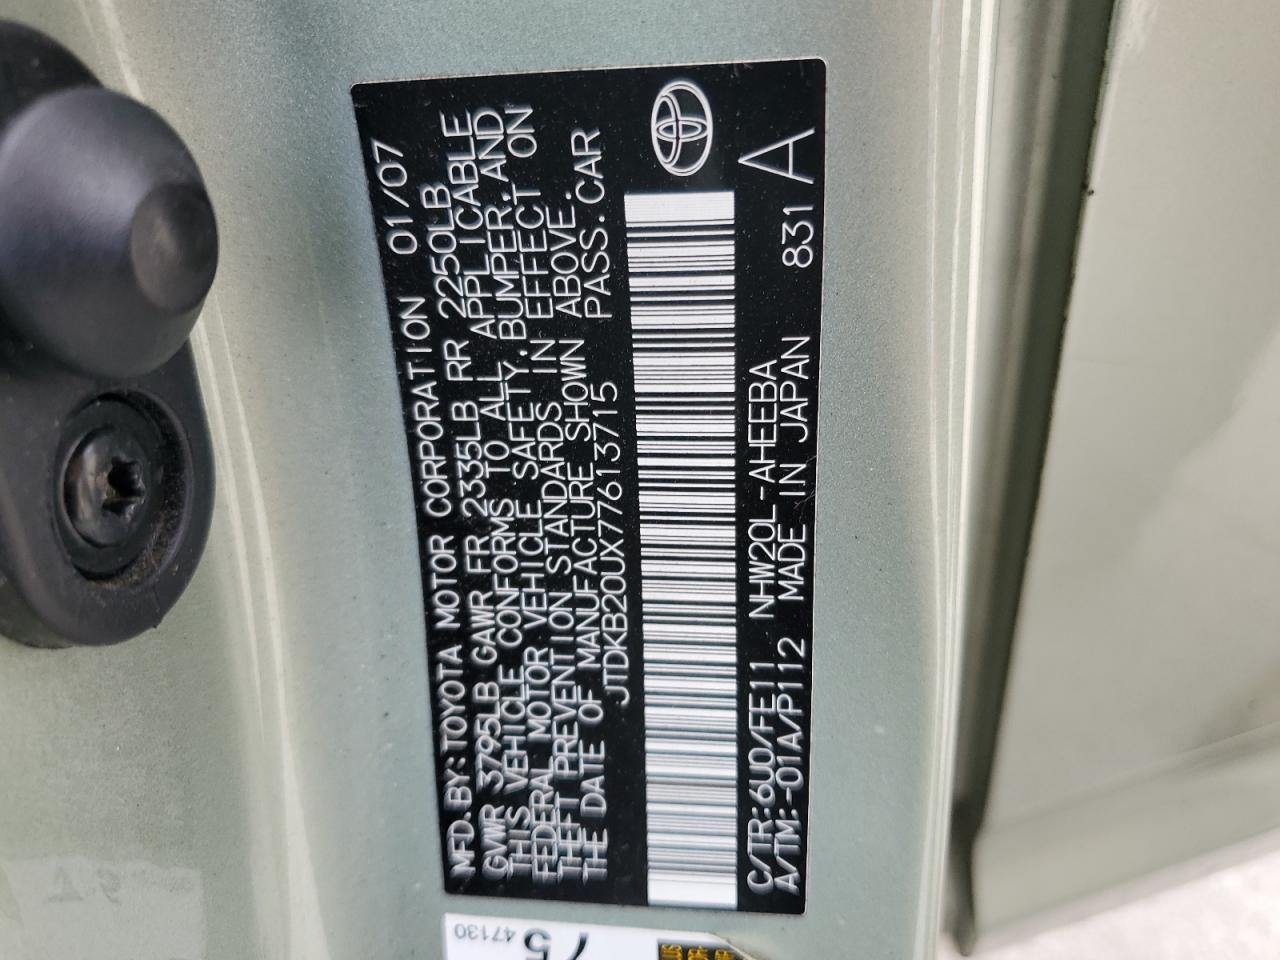 MFD.BY:TOYOTA MOTOR CORPORATION 01/07
GVWR 3795LB GAWR FR 2335LB RR 2250LB
THIS VEHICLE CONFORMS TO ALL APPLICABLE
FEDERAL MOTOR VEHICLE SAFETY,BUMPER,AND
THEFT PREVENTION STANDARDS IN EFFECT ON
THE DATE OF MANUFACTURE SHOWN ABOVE.
JTDKB20UX77613715 PASS.CAR
C/TR:6U0/FE11 NHW20L-AHEEBA 831 A
A/TM:-01A/P112 MADE IN JAPAN
75
47130